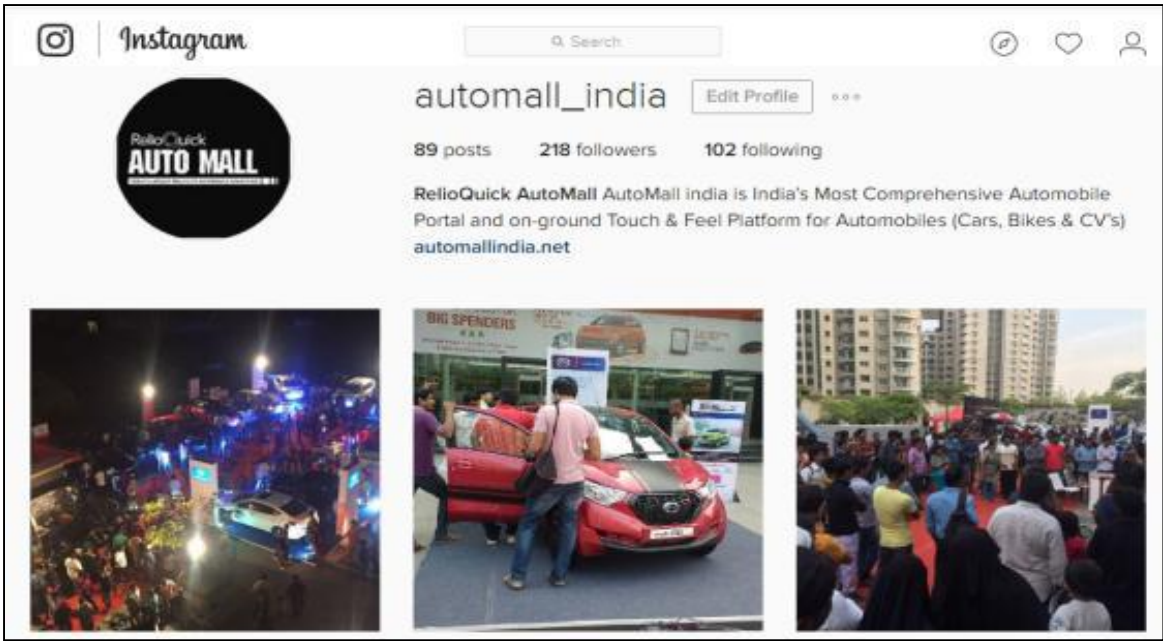 Instagram
Search
automall_india Edit Profile
89 posts 218 followers 102 following
RelioQuick AutoMall AutoMall india is India's Most Comprehensive Automobile
Portal and on-ground Touch & Feel Platform for Automobiles (Cars, Bikes & CV's)
automallindia.net
RelioQuick
AUTO MALL
BIG SPENDERS